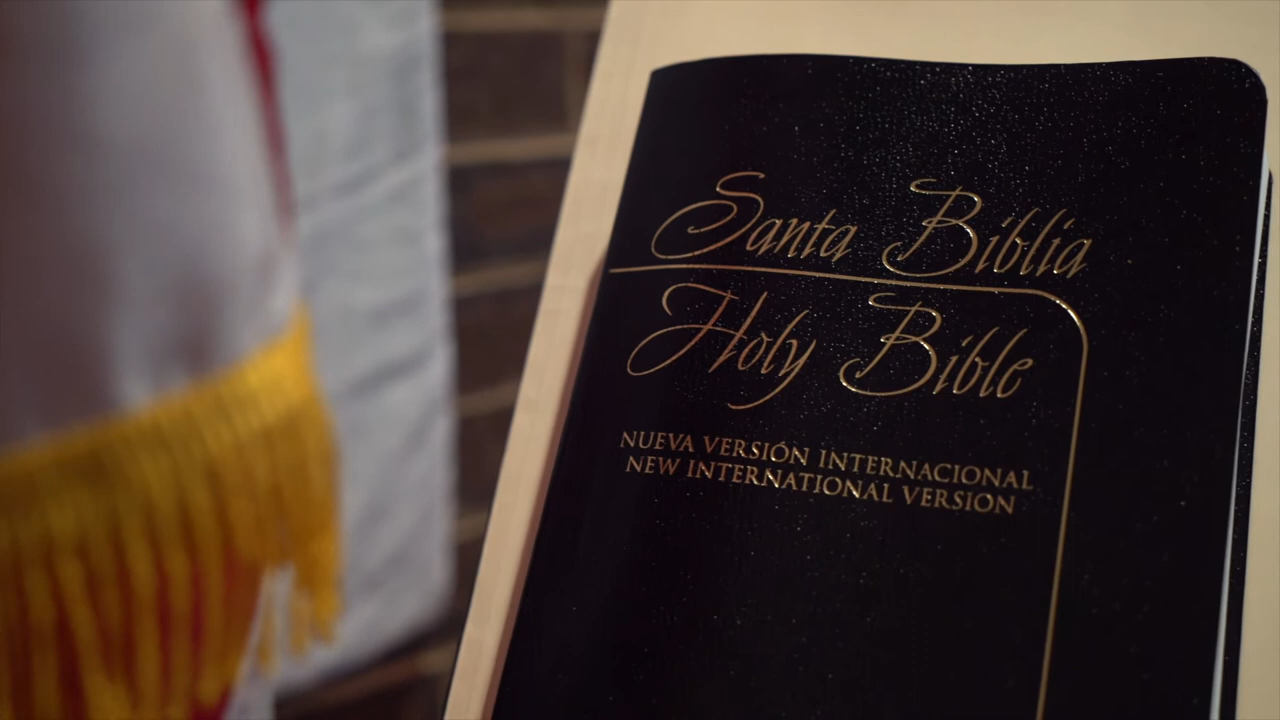 Santa Biblia
Holy Bible
NUEVA VERSIÓN INTERNACIONAL
NEW INTERNATIONAL VERSION